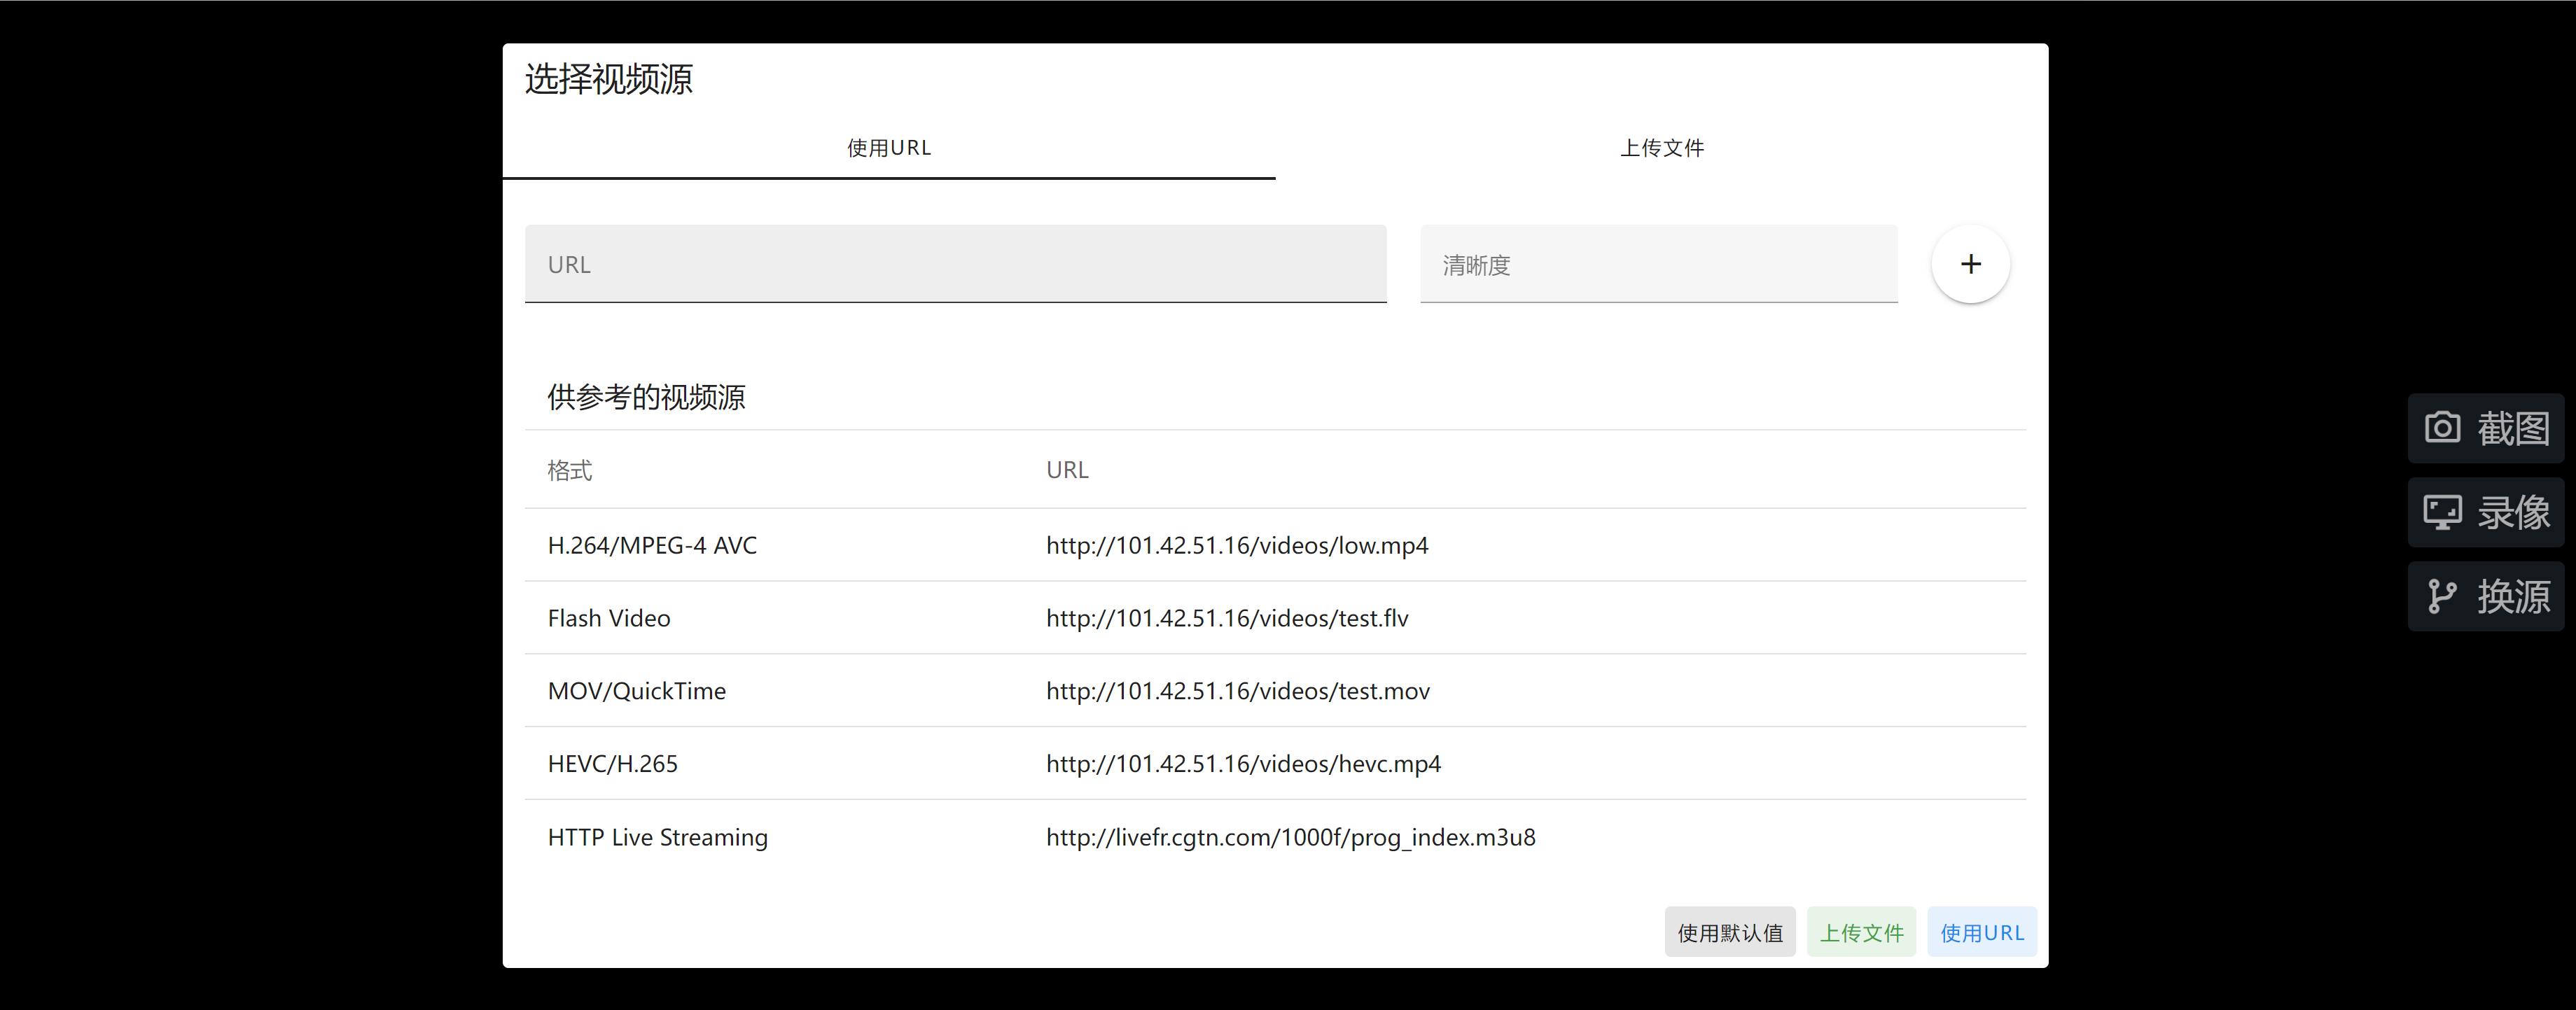 选择视频源
使用URL 上传文件
URL 清晰度 +
供参考的视频源
格式 URL
H.264/MPEG-4 AVC http://101.42.51.16/videos/low.mp4
Flash Video http://101.42.51.16/videos/test.flv
MOV/QuickTime http://101.42.51.16/videos/test.mov
HEVC/H.265 http://101.42.51.16/videos/hevc.mp4
HTTP Live Streaming http://livefr.cgtn.com/1000f/prog_index.m3u8
使用默认值 上传文件 使用URL
截图
录像
换源